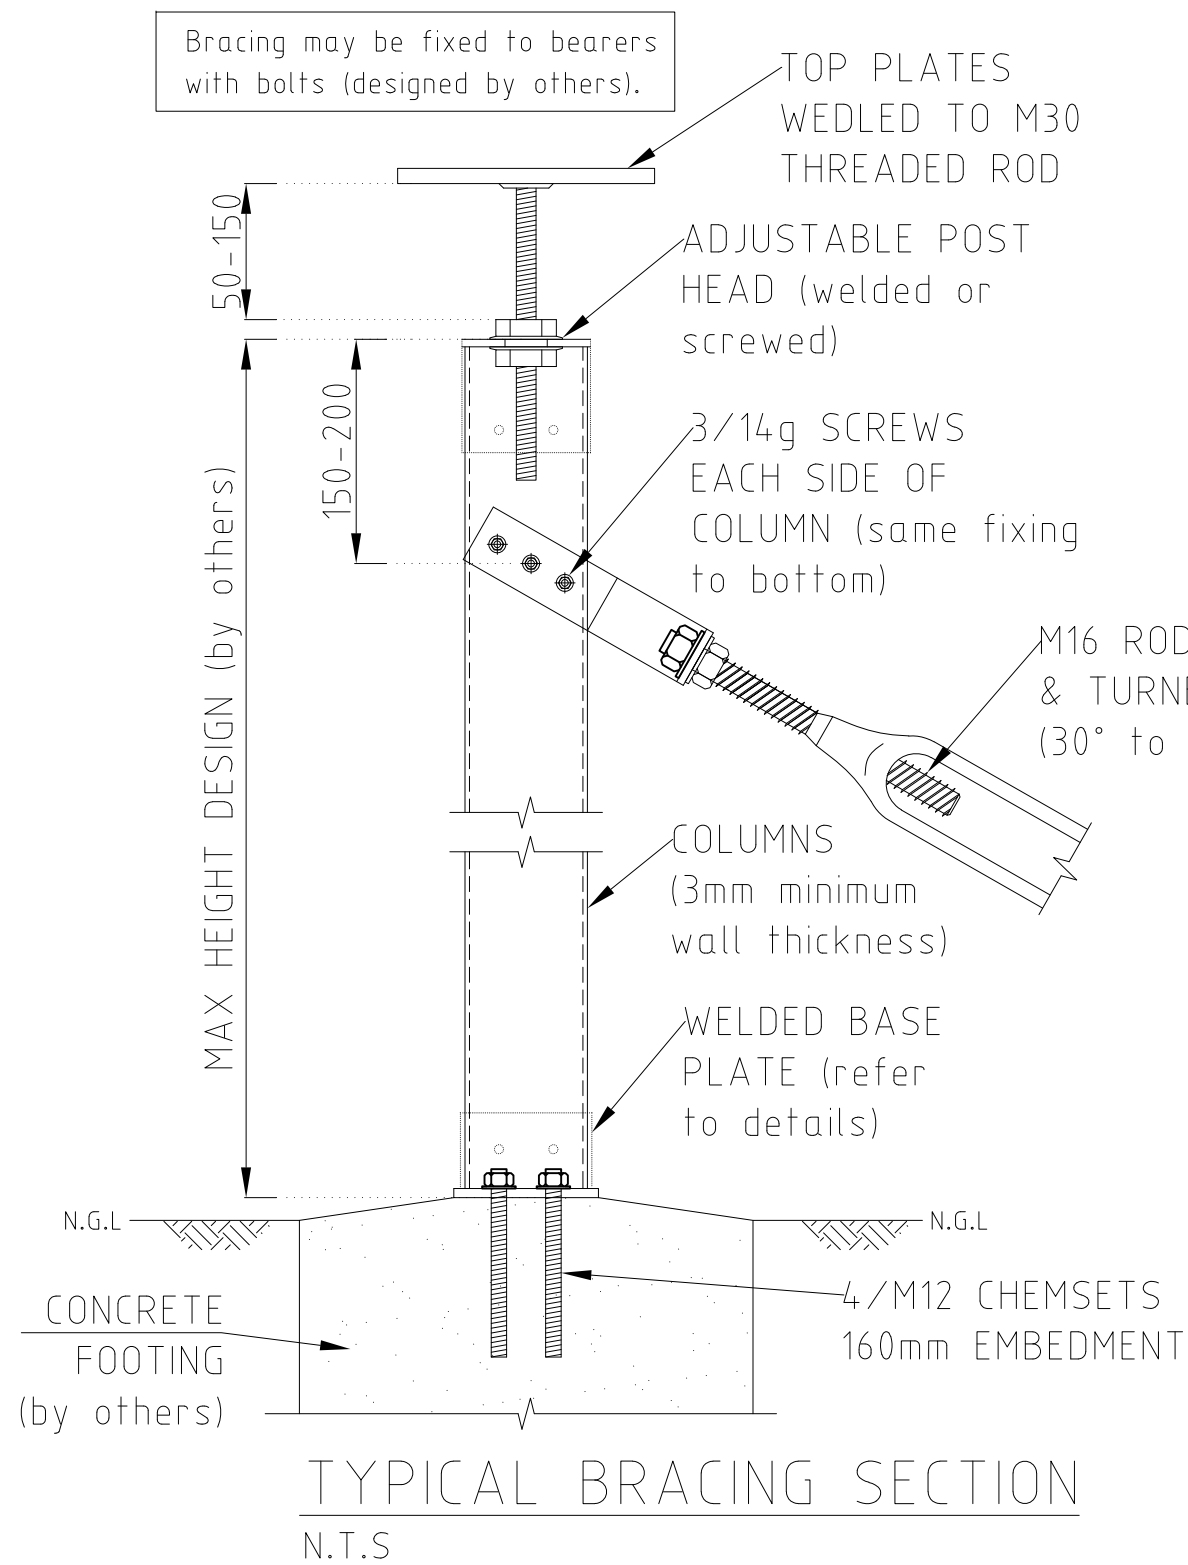 Bracing may be fixed to bearers
with bolts (designed by others).
TOP PLATES
WEDLED TO M30
THREADED ROD
50-150
ADJUSTABLE POST
HEAD (welded or
screwed)
150-200
3/14g SCREWS
EACH SIDE OF
COLUMN (same fixing
to bottom)
MAX HEIGHT DESIGN (by others)
M16 ROD
& TURN
(30° to
COLUMNS
(3mm minimum
wall thickness)
WELDED BASE
PLATE (refer
to details)
N.G.L
N.G.L
4/M12 CHEMSETS
160mm EMBEDMENT
CONCRETE
FOOTING
(by others)
TYPICAL BRACING SECTION
N.T.S